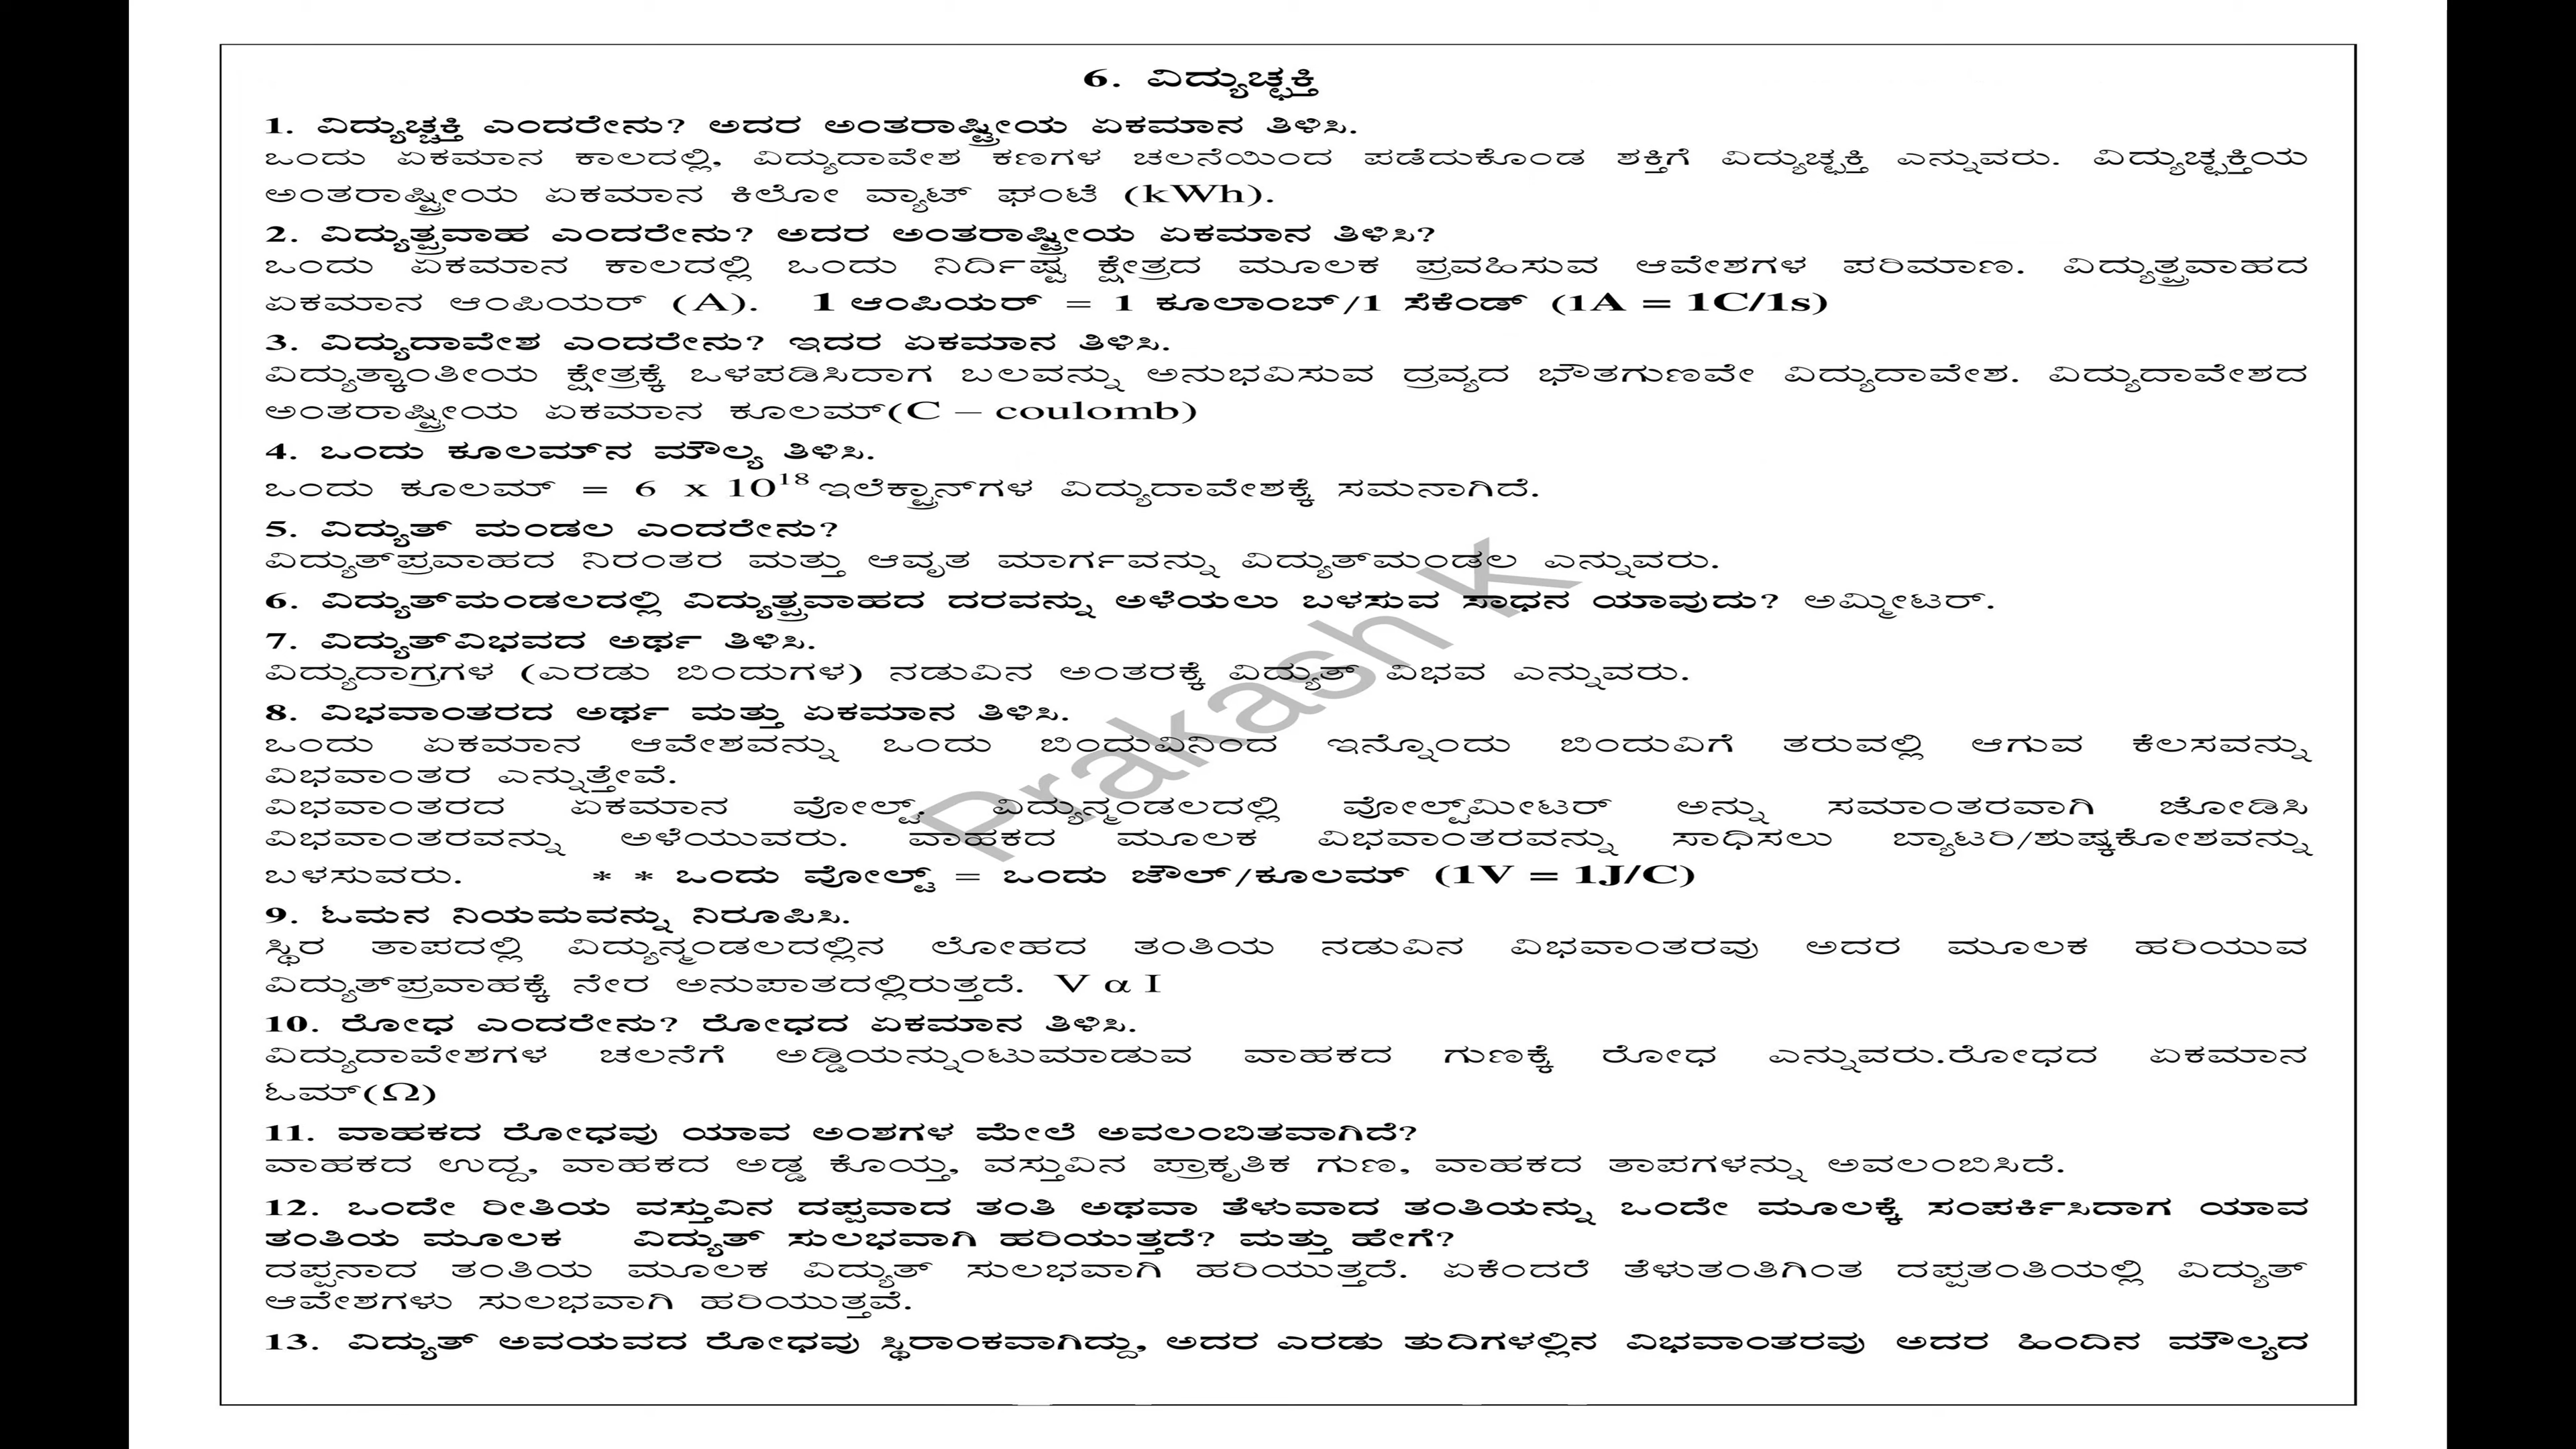 6. ವಿದ್ಯುಚ್ಛಕ್ತಿ
1. ವಿದ್ಯುಚ್ಚಕ್ತಿ ಎಂದರೇನು? ಅದರ ಅಂತರಾಷ್ಟ್ರೀಯ ಏಕಮಾನ ತಿಳಿಸಿ.
ಒಂದು ಏಕಮಾನ ಕಾಲದಲ್ಲಿ, ವಿದ್ಯುದಾವೇಶ ಕಣಗಳ ಚಲನೆಯಿಂದ ಪಡೆದುಕೊಂಡ ಶಕ್ತಿಗೆ ವಿದ್ಯುಚ್ಛಕ್ತಿ ಎನ್ನುವರು. ವಿದ್ಯುಚ್ಛಕ್ತಿಯ
ಅಂತರಾಷ್ಟ್ರೀಯ ಏಕಮಾನ ಕಿಲೋ ವ್ಯಾಟ್ ಘಂಟೆ (kWh).
2. ವಿದ್ಯುತ್ಪ್ರವಾಹ ಎಂದರೇನು? ಅದರ ಅಂತರಾಷ್ಟ್ರೀಯ ಏಕಮಾನ ತಿಳಿಸಿ?
ಒಂದು ಏಕಮಾನ ಕಾಲದಲ್ಲಿ ಒಂದು ನಿರ್ದಿಷ್ಟ ಕ್ಷೇತ್ರದ ಮೂಲಕ ಪ್ರವಹಿಸುವ ಆವೇಶಗಳ ಪರಿಮಾಣ. ವಿದ್ಯುತ್ಪ್ರವಾಹದ
ಏಕಮಾನ ಆಂಪಿಯರ್ (A). 1 ಆಂಪಿಯರ್ = 1 ಕೂಲಾಂಬ್/1 ಸೆಕೆಂಡ್ (1A = 1C/1s)
3. ವಿದ್ಯುದಾವೇಶ ಎಂದರೇನು? ಇದರ ಏಕಮಾನ ತಿಳಿಸಿ.
ವಿದ್ಯುತ್ಕಾಂತೀಯ ಕ್ಷೇತ್ರಕ್ಕೆ ಒಳಪಡಿಸಿದಾಗ ಬಲವನ್ನು ಅನುಭವಿಸುವ ದ್ರವ್ಯದ ಭೌತಗುಣವೇ ವಿದ್ಯುದಾವೇಶ. ವಿದ್ಯುದಾವೇಶದ
ಅಂತರಾಷ್ಟ್ರೀಯ ಏಕಮಾನ ಕೂಲಮ್(C – coulomb)
4. ಒಂದು ಕೂಲಮ್‌ನ ಮೌಲ್ಯ ತಿಳಿಸಿ.
ಒಂದು ಕೂಲಮ್ = 6 x 10¹⁸ ಇಲೆಕ್ಟ್ರಾನ್‌ಗಳ ವಿದ್ಯುದಾವೇಶಕ್ಕೆ ಸಮನಾಗಿದೆ.
5. ವಿದ್ಯುತ್ ಮಂಡಲ ಎಂದರೇನು?
ವಿದ್ಯುತ್‌ಪ್ರವಾಹದ ನಿರಂತರ ಮತ್ತು ಆವೃತ ಮಾರ್ಗವನ್ನು ವಿದ್ಯುತ್‌ಮಂಡಲ ಎನ್ನುವರು.
6. ವಿದ್ಯುತ್‌ಮಂಡಲದಲ್ಲಿ ವಿದ್ಯುತ್ಪ್ರವಾಹದ ದರವನ್ನು ಅಳೆಯಲು ಬಳಸುವ ಸಾಧನ ಯಾವುದು? ಅಮ್ಮೀಟರ್.
7. ವಿದ್ಯುತ್‌ವಿಭವದ ಅರ್ಥ ತಿಳಿಸಿ.
ವಿದ್ಯುದಾಗ್ರಗಳ (ಎರಡು ಬಿಂದುಗಳ) ನಡುವಿನ ಅಂತರಕ್ಕೆ ವಿದ್ಯುತ್ ವಿಭವ ಎನ್ನುವರು.
8. ವಿಭವಾಂತರದ ಅರ್ಥ ಮತ್ತು ಏಕಮಾನ ತಿಳಿಸಿ.
ಒಂದು ಏಕಮಾನ ಆವೇಶವನ್ನು ಒಂದು ಬಿಂದುವಿನಿಂದ ಇನ್ನೊಂದು ಬಿಂದುವಿಗೆ ತರುವಲ್ಲಿ ಆಗುವ ಕೆಲಸವನ್ನು
ವಿಭವಾಂತರ ಎನ್ನುತ್ತೇವೆ.
ವಿಭವಾಂತರದ ಏಕಮಾನ ವೋಲ್ಟ್. ವಿದ್ಯುನ್ಮಂಡಲದಲ್ಲಿ ವೋಲ್ಟ್‌ಮೀಟರ್ ಅನ್ನು ಸಮಾಂತರವಾಗಿ ಜೋಡಿಸಿ
ವಿಭವಾಂತರವನ್ನು ಅಳೆಯುವರು. ವಾಹಕದ ಮೂಲಕ ವಿಭವಾಂತರವನ್ನು ಸಾಧಿಸಲು ಬ್ಯಾಟರಿ/ಶುಷ್ಕಕೋಶವನ್ನು
ಬಳಸುವರು. * * ಒಂದು ವೋಲ್ಟ್ = ಒಂದು ಜೌಲ್/ಕೂಲಮ್ (1V = 1J/C)
9. ಓಮನ ನಿಯಮವನ್ನು ನಿರೂಪಿಸಿ.
ಸ್ಥಿರ ತಾಪದಲ್ಲಿ ವಿದ್ಯುನ್ಮಂಡಲದಲ್ಲಿನ ಲೋಹದ ತಂತಿಯ ನಡುವಿನ ವಿಭವಾಂತರವು ಅದರ ಮೂಲಕ ಹರಿಯುವ
ವಿದ್ಯುತ್‌ಪ್ರವಾಹಕ್ಕೆ ನೇರ ಅನುಪಾತದಲ್ಲಿರುತ್ತದೆ. V α I
10. ರೋಧ ಎಂದರೇನು? ರೋಧದ ಏಕಮಾನ ತಿಳಿಸಿ.
ವಿದ್ಯುದಾವೇಶಗಳ ಚಲನೆಗೆ ಅಡ್ಡಿಯನ್ನುಂಟುಮಾಡುವ ವಾಹಕದ ಗುಣಕ್ಕೆ ರೋಧ ಎನ್ನುವರು.ರೋಧದ ಏಕಮಾನ
ಓಮ್(Ω)
11. ವಾಹಕದ ರೋಧವು ಯಾವ ಅಂಶಗಳ ಮೇಲೆ ಅವಲಂಬಿತವಾಗಿದೆ?
ವಾಹಕದ ಉದ್ದ, ವಾಹಕದ ಅಡ್ಡ ಕೊಯ್ತ, ವಸ್ತುವಿನ ಪ್ರಾಕೃತಿಕ ಗುಣ, ವಾಹಕದ ತಾಪಗಳನ್ನು ಅವಲಂಬಿಸಿದೆ.
12. ಒಂದೇ ರೀತಿಯ ವಸ್ತುವಿನ ದಪ್ಪವಾದ ತಂತಿ ಅಥವಾ ತೆಳುವಾದ ತಂತಿಯನ್ನು ಒಂದೇ ಮೂಲಕ್ಕೆ ಸಂಪರ್ಕಿಸಿದಾಗ ಯಾವ
ತಂತಿಯ ಮೂಲಕ ವಿದ್ಯುತ್ ಸುಲಭವಾಗಿ ಹರಿಯುತ್ತದೆ? ಮತ್ತು ಹೇಗೆ?
ದಪ್ಪನಾದ ತಂತಿಯ ಮೂಲಕ ವಿದ್ಯುತ್ ಸುಲಭವಾಗಿ ಹರಿಯುತ್ತದೆ. ಏಕೆಂದರೆ ತೆಳುತಂತಿಗಿಂತ ದಪ್ಪತಂತಿಯಲ್ಲಿ ವಿದ್ಯುತ್
ಆವೇಶಗಳು ಸುಲಭವಾಗಿ ಹರಿಯುತ್ತವೆ.
13. ವಿದ್ಯುತ್ ಅವಯವದ ರೋಧವು ಸ್ಥಿರಾಂಕವಾಗಿದ್ದು, ಅದರ ಎರಡು ತುದಿಗಳಲ್ಲಿನ ವಿಭವಾಂತರವು ಅದರ ಹಿಂದಿನ ಮೌಲ್ಯದ
Prakash K